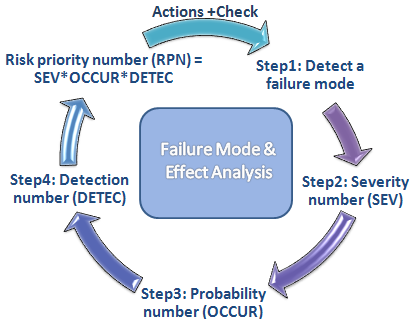 Actions +Check
Risk priority number (RPN) =
SEV*OCCUR*DETEC
Step1: Detect a
failure mode
Failure Mode &
Effect Analysis
Step4: Detection
number (DETEC)
Step2: Severity
number (SEV)
Step3: Probability
number (OCCUR)